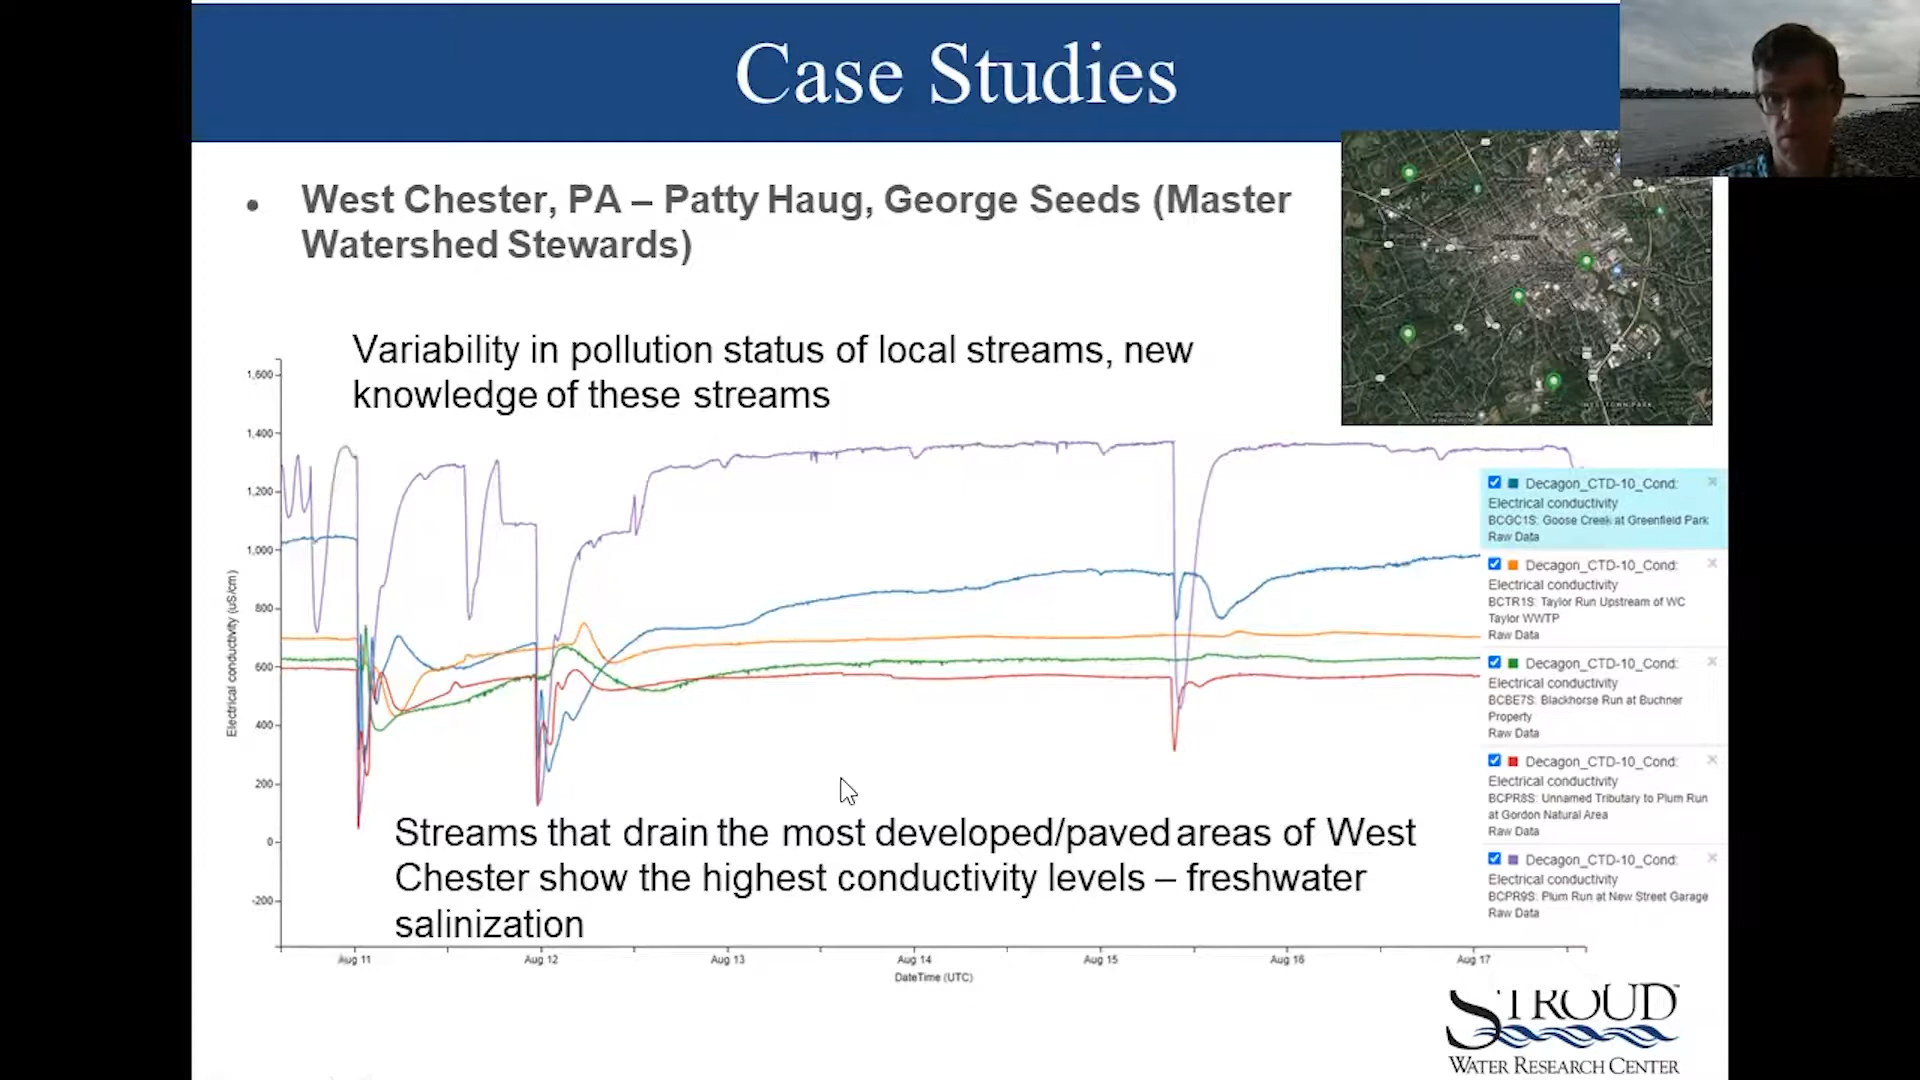 Case Studies
• West Chester, PA – Patty Haug, George Seeds (Master
Watershed Stewards)
Variability in pollution status of local streams, new
knowledge of these streams
1,600
1,400
1,200
1,000
800
600
400
200
0
-200
Electrical conductivity (uS/cm)
Aug 11
Aug 12
Aug 13
Aug 14
Aug 15
Aug 16
Aug 17
DateTime (UTC)
Decagon_CTD-10_Cond:
Electrical conductivity
BCGC1S: Goose Creek at Greenfield Park
Raw Data
Decagon_CTD-10_Cond:
Electrical conductivity
BCTR1S: Taylor Run Upstream of WC
Taylor WWTP
Raw Data
Decagon_CTD-10_Cond:
Electrical conductivity
BCBE7S: Blackhorse Run at Buchner
Property
Raw Data
Decagon_CTD-10_Cond:
Electrical conductivity
BCPR8S: Unnamed Tributary to Plum Run
at Gordon Natural Area
Raw Data
Decagon_CTD-10_Cond:
Electrical conductivity
BCPR9S: Plum Run at New Street Garage
Raw Data
Streams that drain the most developed/paved areas of West
Chester show the highest conductivity levels – freshwater
salinization
STROUD
WATER RESEARCH CENTER